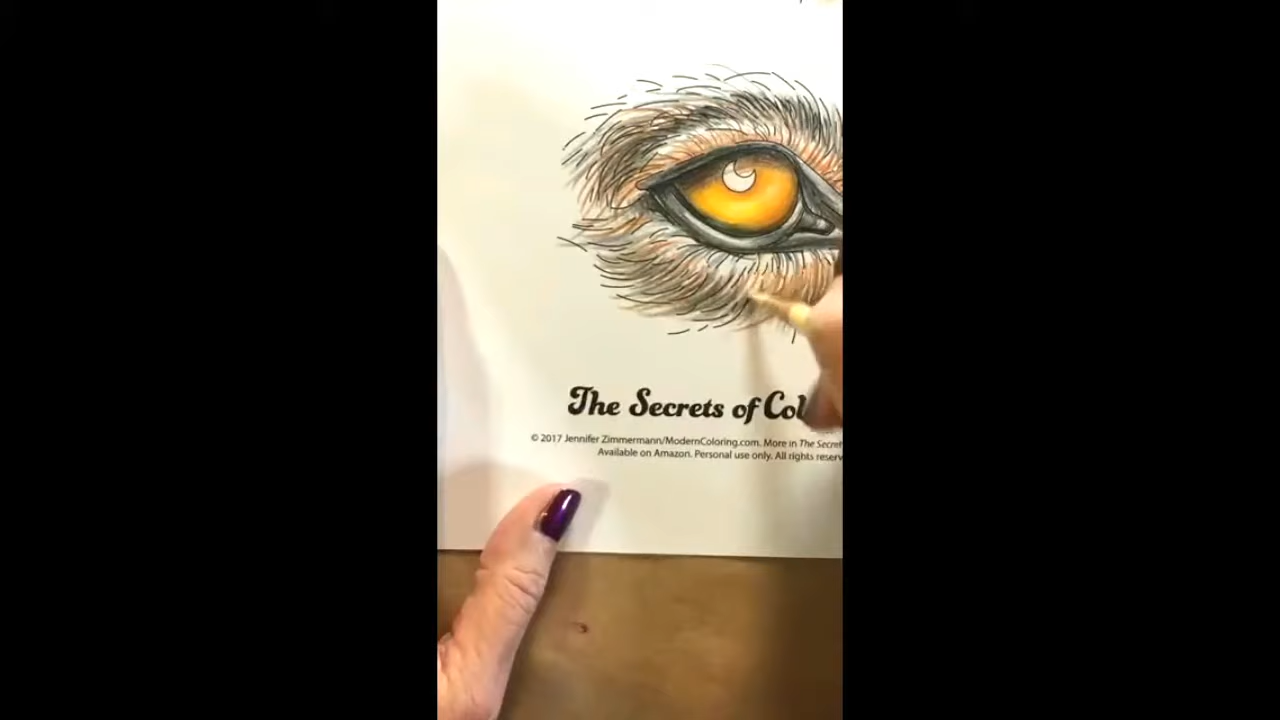 The Secrets of Col
© 2017 Jennifer Zimmermann/ModernColoring.com. More in The Secret
Available on Amazon. Personal use only. All rights reserv